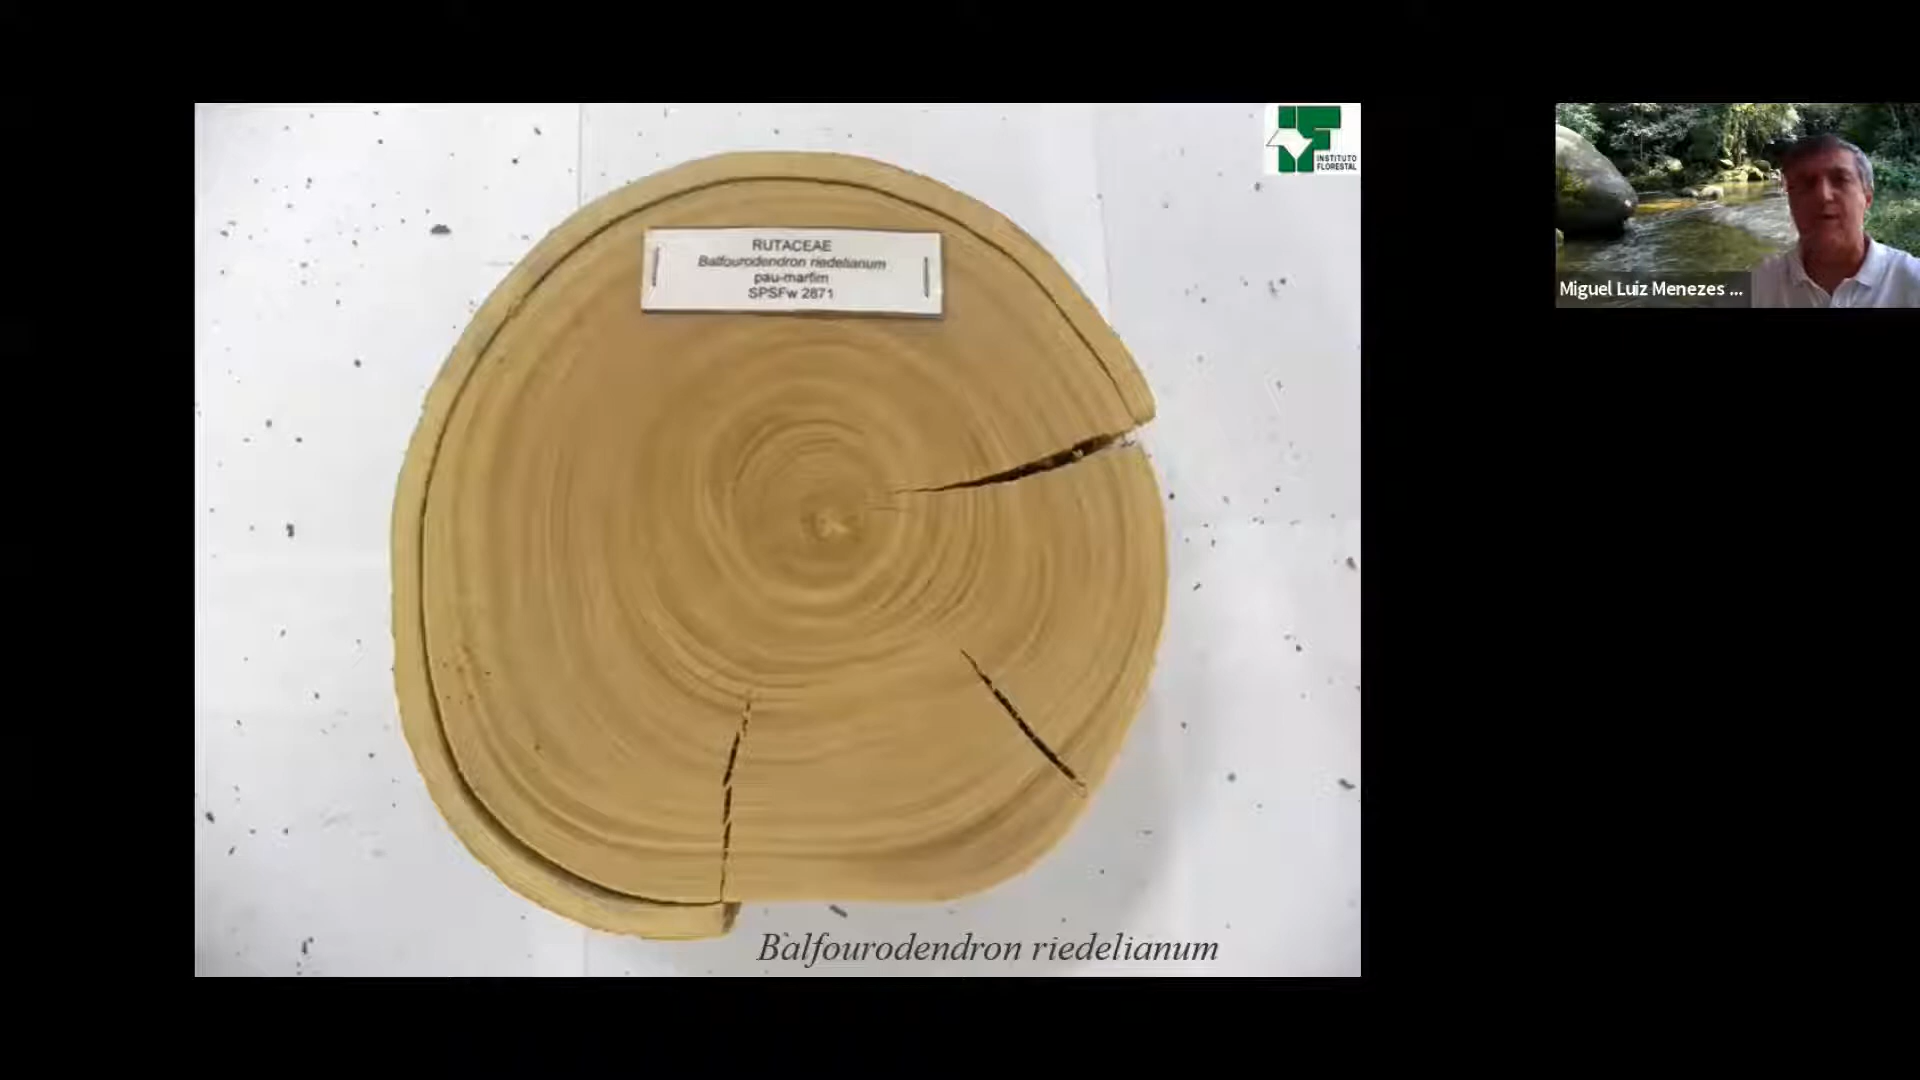 INSTITUTO
FLORESTAL
RUTACEAE
Balfourodendron riedelianum
pau-marfim
SPSFw 2871
Miguel Luiz Menezes ...
Balfourodendron riedelianum